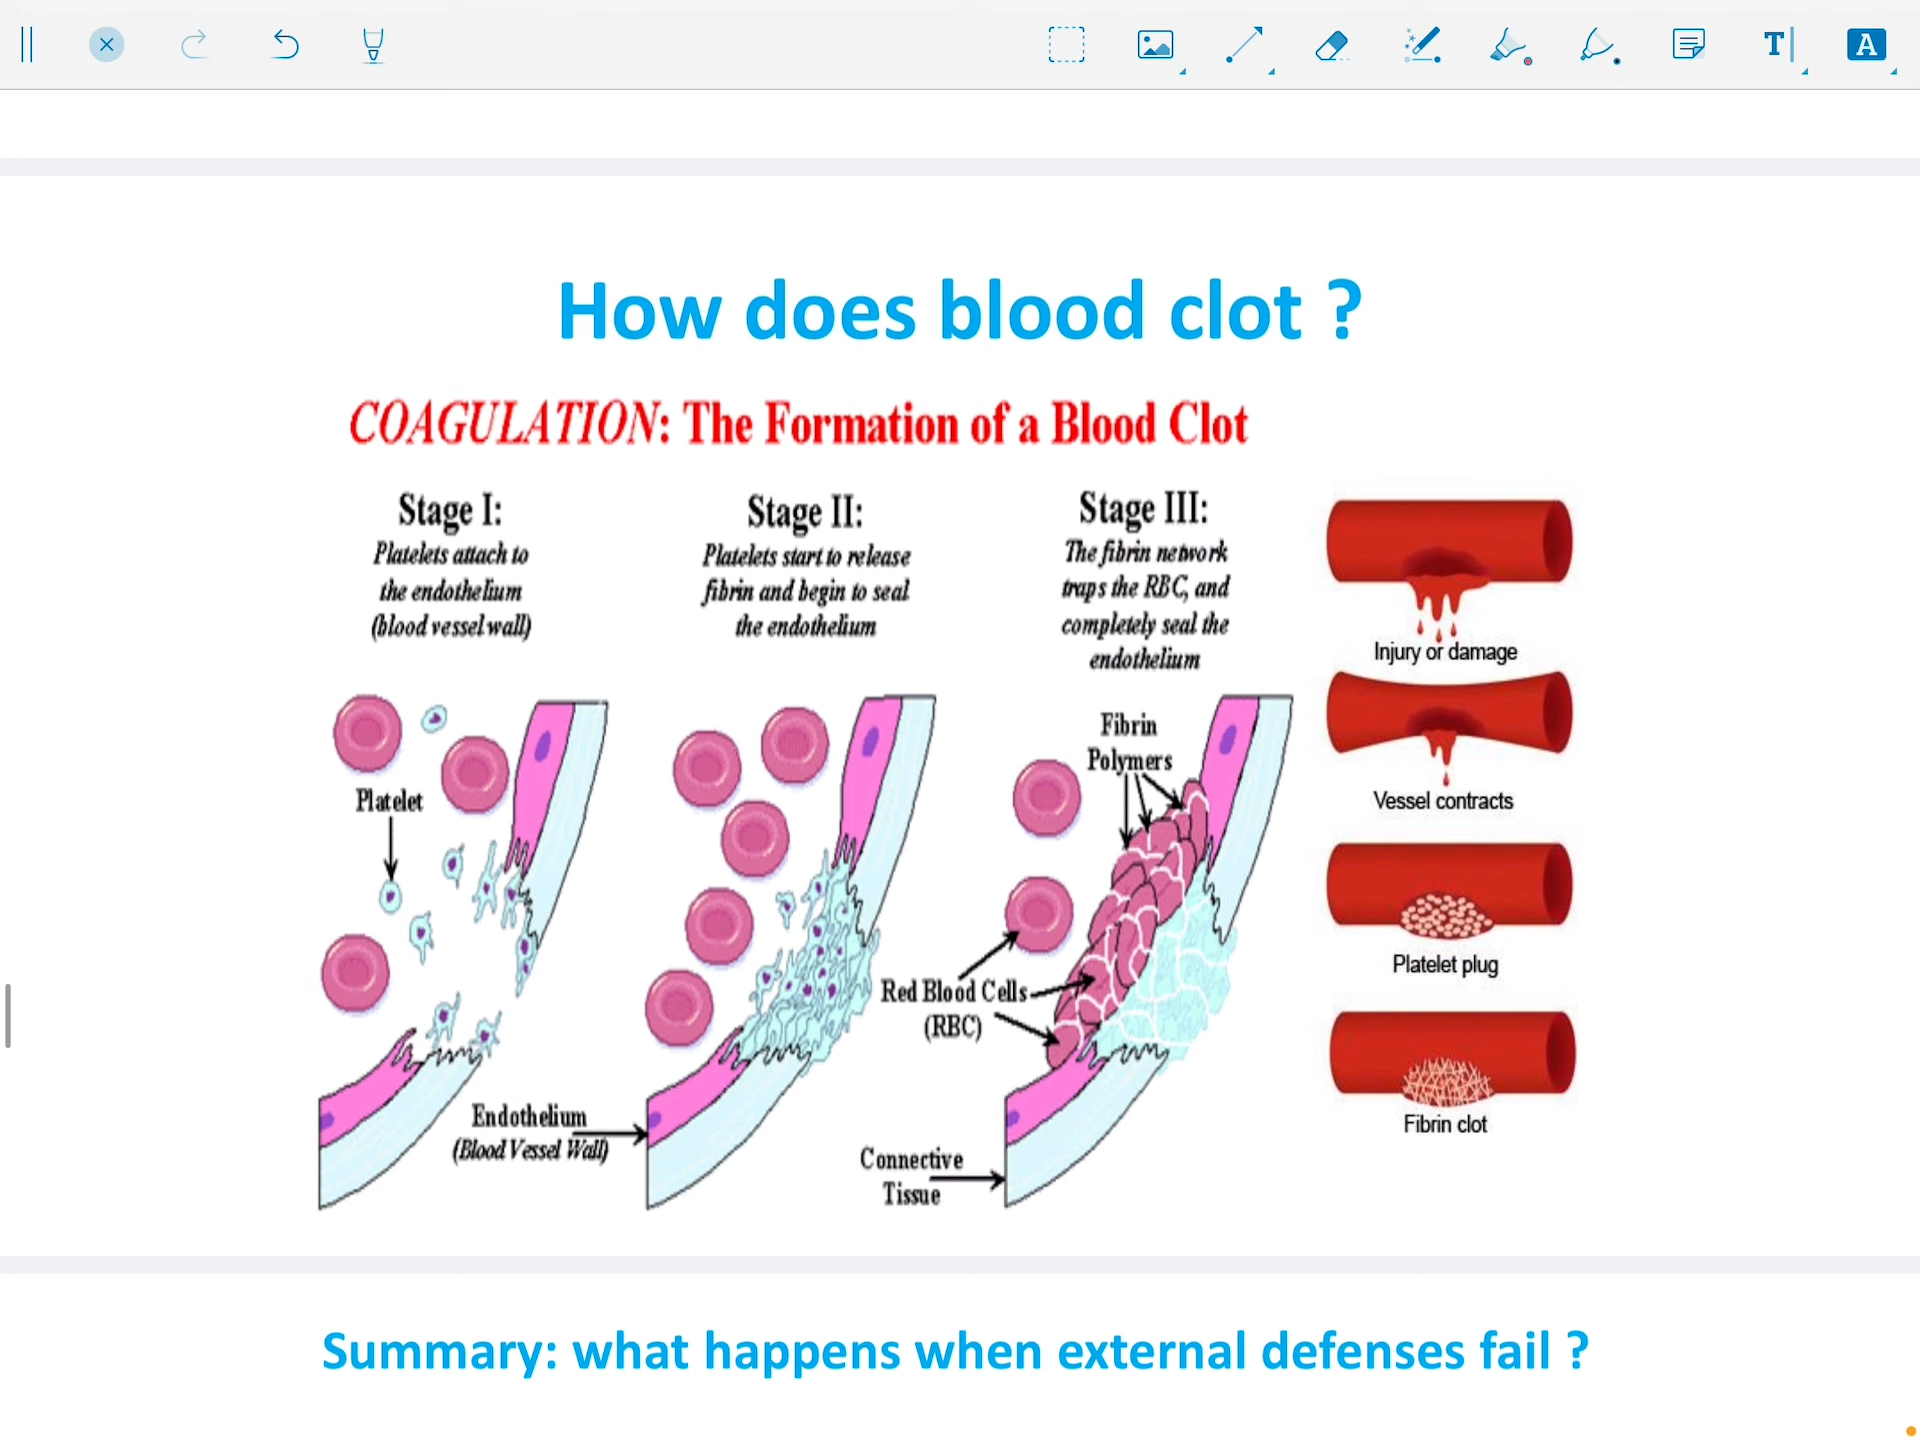 How does blood clot ?
COAGULATION: The Formation of a Blood Clot
Stage I:
Platelets attach to
the endothelium
(blood vessel wall)
Stage II:
Platelets start to release
fibrin and begin to seal
the endothelium
Stage III:
The fibrin network
traps the RBC, and
completely seal the
endothelium
Platelet
Endothelium
(Blood Vessel Wall)
Red Blood Cells
(RBC)
Fibrin
Polymers
Connective
Tissue
Injury or damage
Vessel contracts
Platelet plug
Fibrin clot
Summary: what happens when external defenses fail ?
T
A